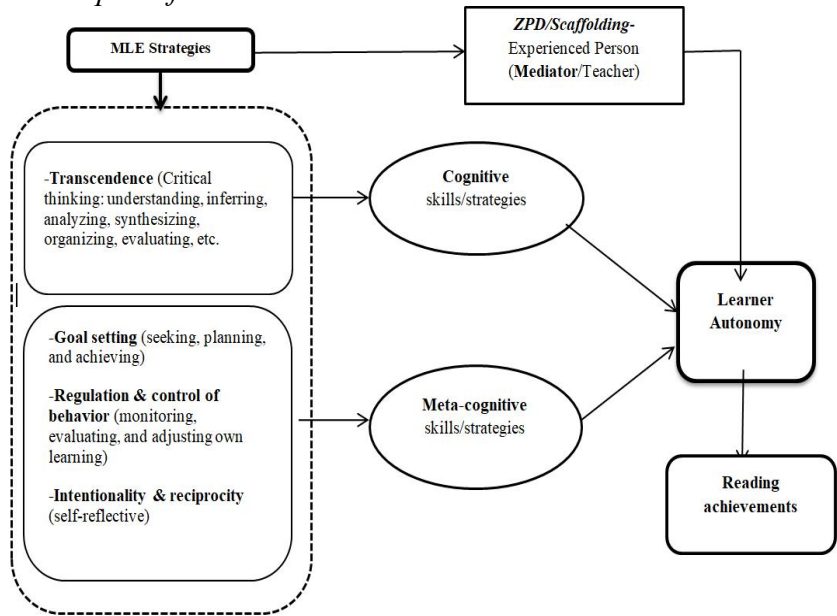 MLE Strategies
ZPD/Scaffolding-
Experienced Person
(Mediator/Teacher)
-Transcendence (Critical
thinking: understanding, inferring,
analyzing, synthesizing,
organizing, evaluating, etc.
Cognitive
skills/strategies
Learner
Autonomy
-Goal setting (seeking, planning,
and achieving)
-Regulation & control of
behavior (monitoring,
evaluating, and adjusting own
learning)
-Intentionality & reciprocity
(self-reflective)
Meta-cognitive
skills/strategies
Reading
achievements